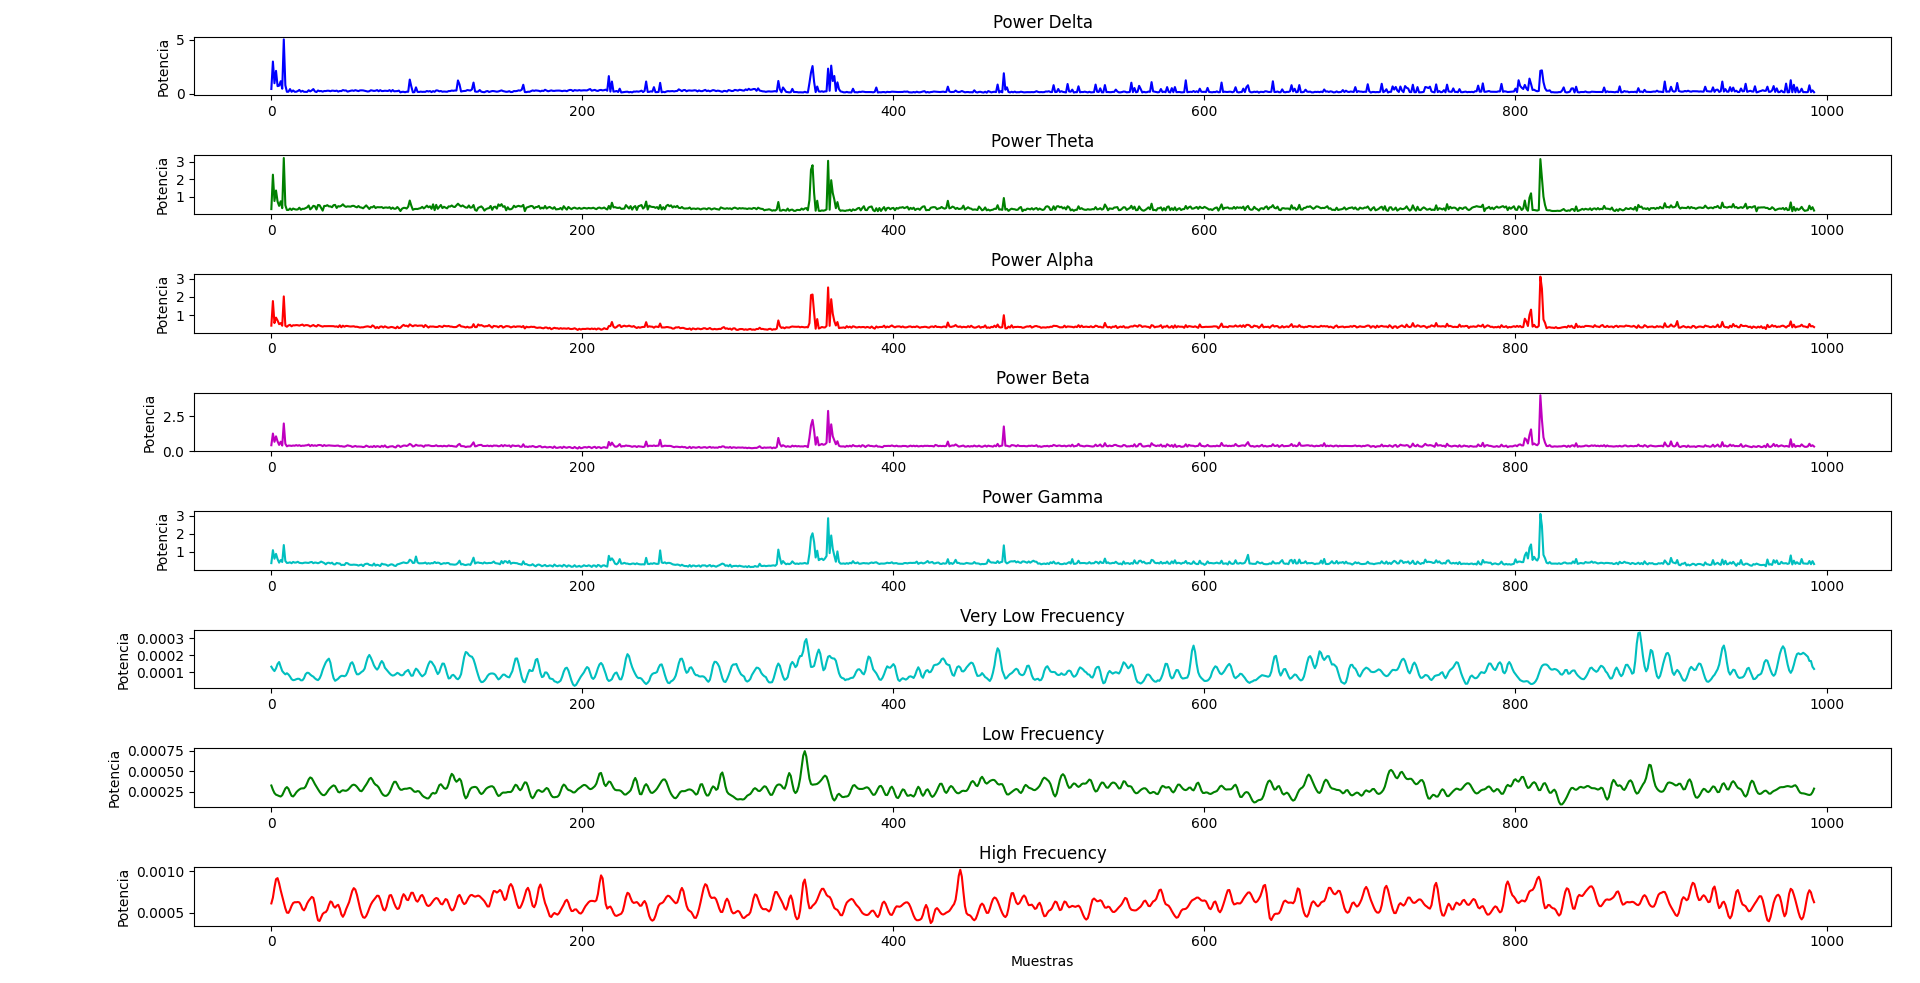 Power Delta
Potencia
5
0
0 200 400 600 800 1000
Power Theta
Potencia
3
2
1
0 200 400 600 800 1000
Power Alpha
Potencia
3
2
1
0 200 400 600 800 1000
Power Beta
Potencia
2.5
0.0
0 200 400 600 800 1000
Power Gamma
Potencia
3
2
1
0 200 400 600 800 1000
Very Low Frecuency
Potencia
0.0003
0.0002
0.0001
0 200 400 600 800 1000
Low Frecuency
Potencia
0.00075
0.00050
0.00025
0 200 400 600 800 1000
High Frecuency
Potencia
0.0010
0.0005
0 200 400 600 800 1000
Muestras